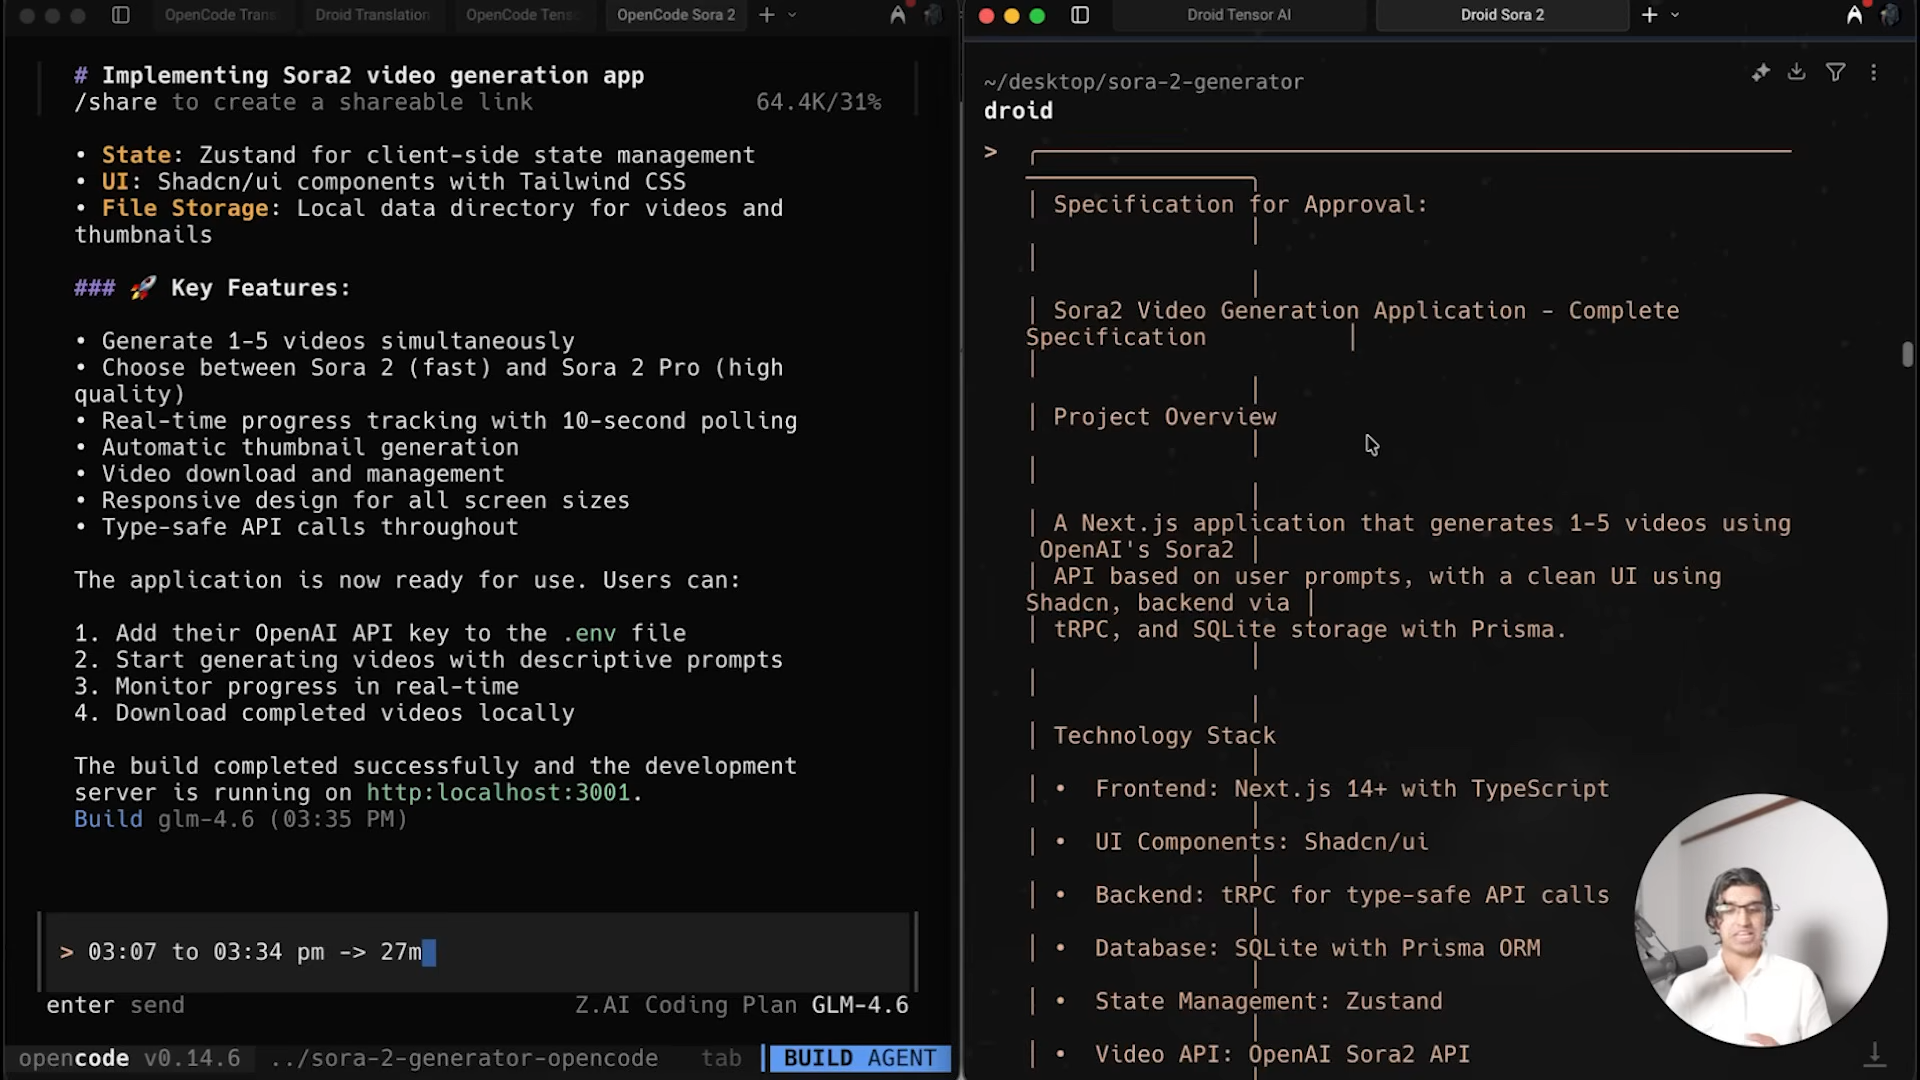 OpenCode Trans
Droid Translation
OpenCode Tens
OpenCode Sora 2
# Implementing Sora2 video generation app
/share to create a shareable link 64.4K/31%
• State: Zustand for client-side state management
• UI: Shadcn/ui components with Tailwind CSS
• File Storage: Local data directory for videos and
thumbnails
### 🚀 Key Features:
• Generate 1-5 videos simultaneously
• Choose between Sora 2 (fast) and Sora 2 Pro (high
quality)
• Real-time progress tracking with 10-second polling
• Automatic thumbnail generation
• Video download and management
• Responsive design for all screen sizes
• Type-safe API calls throughout
The application is now ready for use. Users can:
1. Add their OpenAI API key to the .env file
2. Start generating videos with descriptive prompts
3. Monitor progress in real-time
4. Download completed videos locally
The build completed successfully and the development
server is running on http:localhost:3001.
Build glm-4.6 (03:35 PM)
> 03:07 to 03:34 pm -> 27m
enter send Z.AI Coding Plan GLM-4.6
opencode v0.14.6 ../sora-2-generator-opencode tab BUILD AGENT
Droid Tensor AI
Droid Sora 2
~/desktop/sora-2-generator
droid
>
| Specification for Approval:
| Sora2 Video Generation Application - Complete
Specification |
| Project Overview
| A Next.js application that generates 1-5 videos using
OpenAI's Sora2 |
| API based on user prompts, with a clean UI using
Shadcn, backend via |
| tRPC, and SQLite storage with Prisma.
| Technology Stack
| • Frontend: Next.js 14+ with TypeScript
| • UI Components: Shadcn/ui
| • Backend: tRPC for type-safe API calls
| • Database: SQLite with Prisma ORM
| • State Management: Zustand
| • Video API: OpenAI Sora2 API